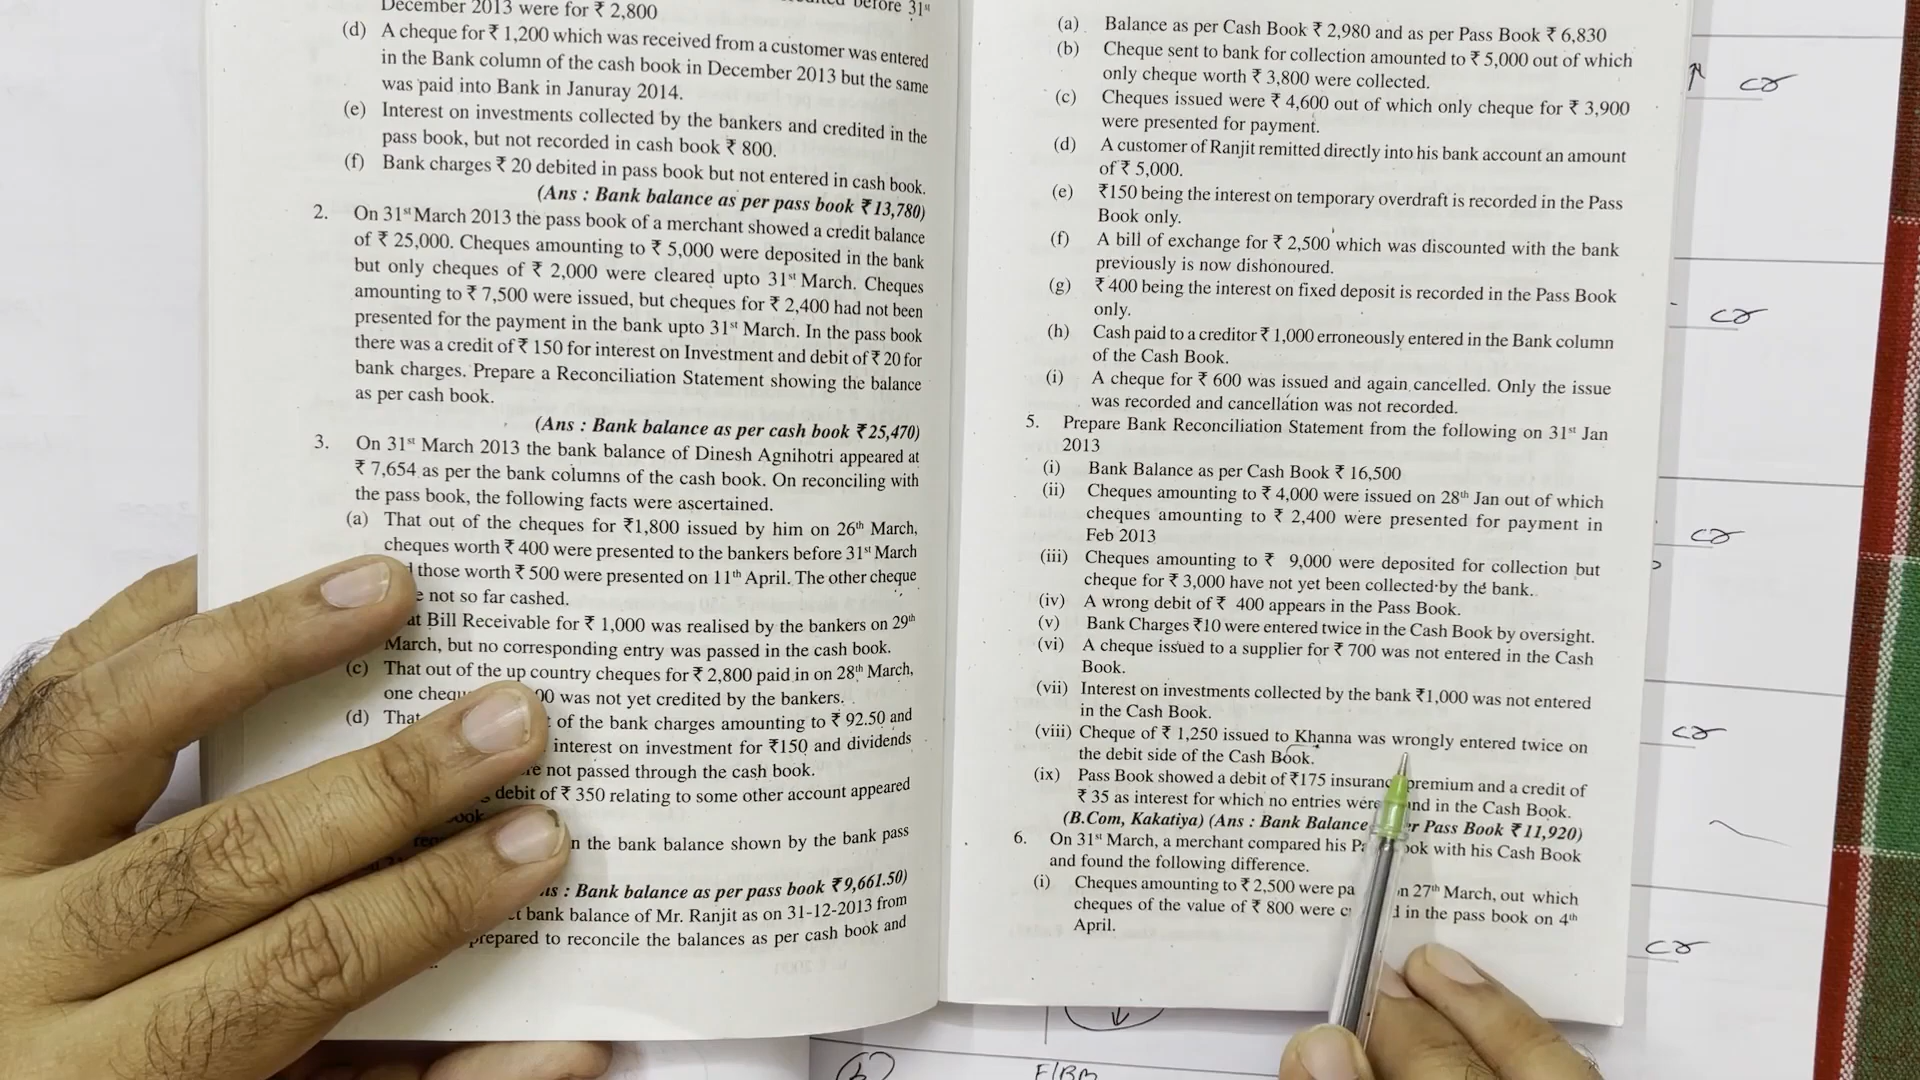 December 2013 were for ₹ 2,800
before 31st
(d) A cheque for ₹ 1,200 which was received from a customer was entered
in the Bank column of the cash book in December 2013 but the same
was paid into Bank in Januray 2014.
(e) Interest on investments collected by the bankers and credited in the
pass book, but not recorded in cash book ₹ 800.
(f) Bank charges ₹ 20 debited in pass book but not entered in cash book.
(Ans : Bank balance as per pass book ₹ 13,780)
2. On 31st March 2013 the pass book of a merchant showed a credit balance
of ₹ 25,000. Cheques amounting to ₹ 5,000 were deposited in the bank
but only cheques of ₹ 2,000 were cleared upto 31st March. Cheques
amounting to ₹ 7,500 were issued, but cheques for ₹ 2,400 had not been
presented for the payment in the bank upto 31st March. In the pass book
there was a credit of ₹ 150 for interest on Investment and debit of ₹ 20 for
bank charges. Prepare a Reconciliation Statement showing the balance
as per cash book.
(Ans : Bank balance as per cash book ₹ 25,470)
3. On 31st March 2013 the bank balance of Dinesh Agnihotri appeared at
₹ 7,654 as per the bank columns of the cash book. On reconciling with
the pass book, the following facts were ascertained.
(a) That out of the cheques for ₹1,800 issued by him on 26th March,
cheques worth ₹ 400 were presented to the bankers before 31st March
those worth ₹ 500 were presented on 11th April. The other cheque
not so far cashed.
at Bill Receivable for ₹ 1,000 was realised by the bankers on 29th
March, but no corresponding entry was passed in the cash book.
(c) That out of the up country cheques for ₹ 2,800 paid in on 28th March,
one 00 was not yet credited by the bankers.
(d) That of the bank charges amounting to ₹ 92.50 and
interest on investment for ₹150 and dividends
not passed through the cash book.
debit of ₹ 350 relating to some other account appeared
ook
n the bank balance shown by the bank pass
: Bank balance as per pass book ₹ 9,661.50)
bank balance of Mr. Ranjit as on 31-12-2013 from
prepared to reconcile the balances as per cash book and
(a) Balance as per Cash Book ₹ 2,980 and as per Pass Book ₹ 6,830
(b) Cheque sent to bank for collection amounted to ₹ 5,000 out of which
only cheque worth ₹ 3,800 were collected.
(c) Cheques issued were ₹ 4,600 out of which only cheque for ₹ 3,900
were presented for payment.
(d) A customer of Ranjit remitted directly into his bank account an amount
of ₹ 5,000.
(e) ₹150 being the interest on temporary overdraft is recorded in the Pass
Book only.
(f) A bill of exchange for ₹ 2,500 which was discounted with the bank
previously is now dishonoured.
(g) ₹ 400 being the interest on fixed deposit is recorded in the Pass Book
only.
(h) Cash paid to a creditor ₹ 1,000 erroneously entered in the Bank column
of the Cash Book.
(i) A cheque for ₹ 600 was issued and again cancelled. Only the issue
was recorded and cancellation was not recorded.
5. Prepare Bank Reconciliation Statement from the following on 31st Jan
2013
(i) Bank Balance as per Cash Book ₹ 16,500
(ii) Cheques amounting to ₹ 4,000 were issued on 28th Jan out of which
cheques amounting to ₹ 2,400 were presented for payment in
Feb 2013
(iii) Cheques amounting to ₹ 9,000 were deposited for collection but
cheque for ₹ 3,000 have not yet been collected by the bank.
(iv) A wrong debit of ₹ 400 appears in the Pass Book.
(v) Bank Charges ₹10 were entered twice in the Cash Book by oversight.
(vi) A cheque issued to a supplier for ₹ 700 was not entered in the Cash
Book.
(vii) Interest on investments collected by the bank ₹1,000 was not entered
in the Cash Book.
(viii) Cheque of ₹ 1,250 issued to Khanna was wrongly entered twice on
the debit side of the Cash Book.
(ix) Pass Book showed a debit of ₹175 premium and a credit of
₹ 35 as interest for which no entries were in the Cash Book.
(B.Com, Kakatiya) (Ans : Bank Balance Pass Book ₹ 11,920)
6. On 31st March, a merchant compared his ook with his Cash Book
and found the following difference.
(i) Cheques amounting to ₹ 2,500 were n 27th March, out which
cheques of the value of ₹ 800 were in the pass book on 4th
April.